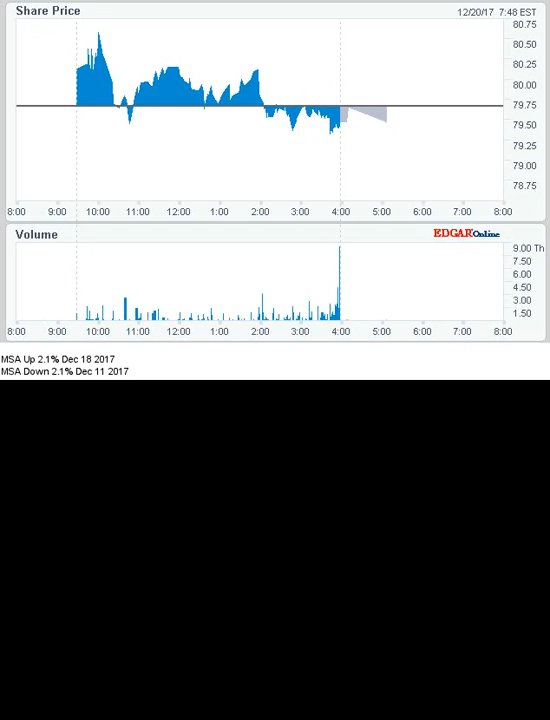 Share Price
12/20/17 7:48 EST
80.75
80.50
80.25
80.00
79.75
79.50
79.25
79.00
78.75
8:00 9:00 10:00 11:00 12:00 1:00 2:00 3:00 4:00 5:00 6:00 7:00 8:00
Volume
EDGAR Online
9.00 Th
7.50
6.00
4.50
3.00
1.50
8:00 9:00 10:00 11:00 12:00 1:00 2:00 3:00 4:00 5:00 6:00 7:00 8:00
MSA Up 2.1% Dec 18 2017
MSA Down 2.1% Dec 11 2017